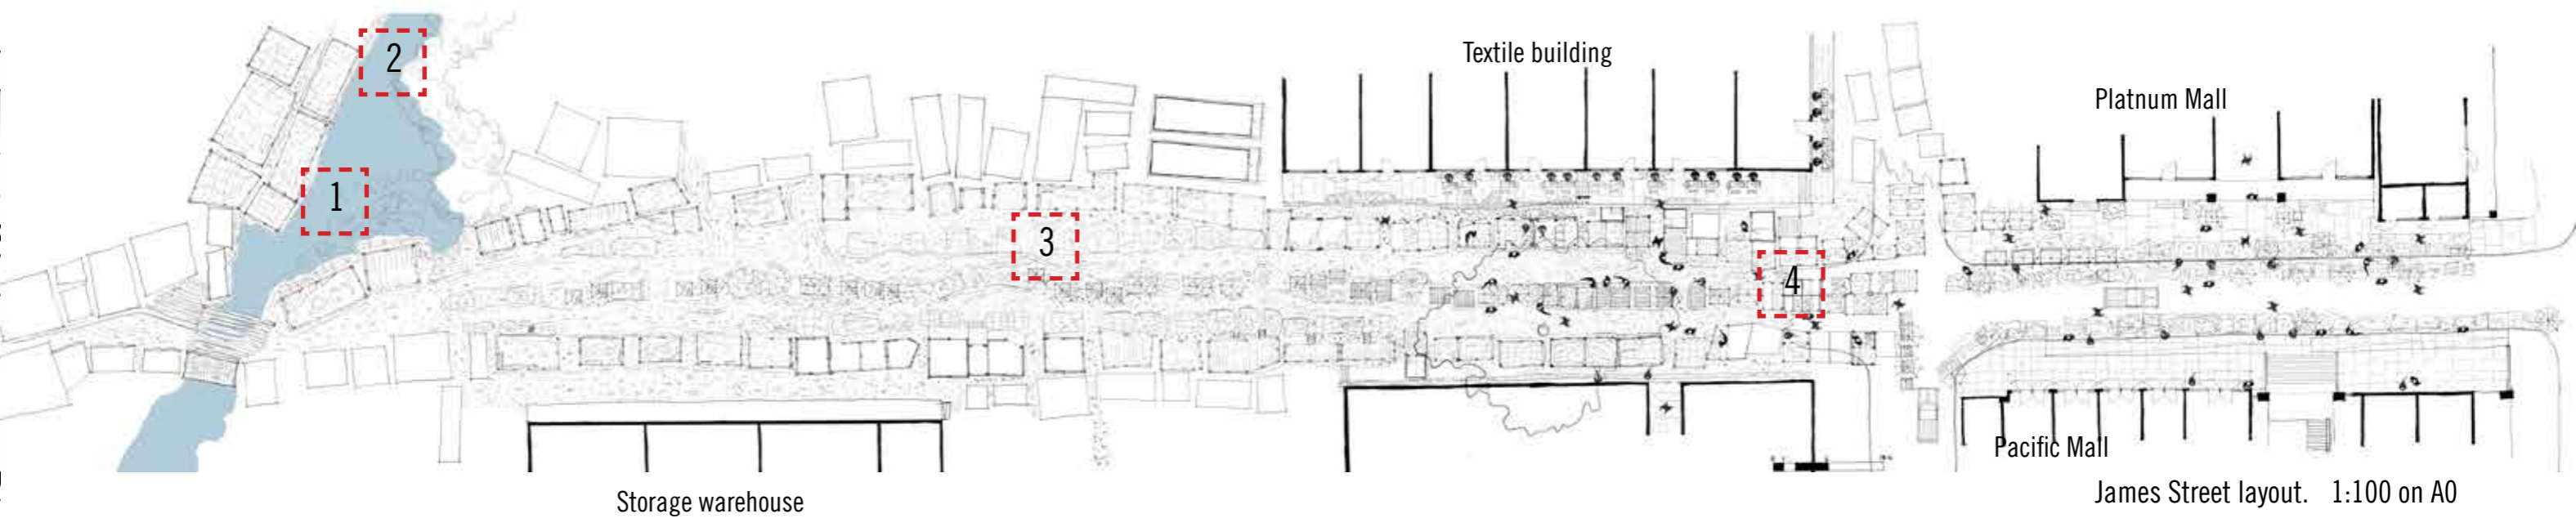 2
Textile building
Platnum Mall
1
3
4
Pacific Mall
Storage warehouse
James Street layout. 1:100 on A0